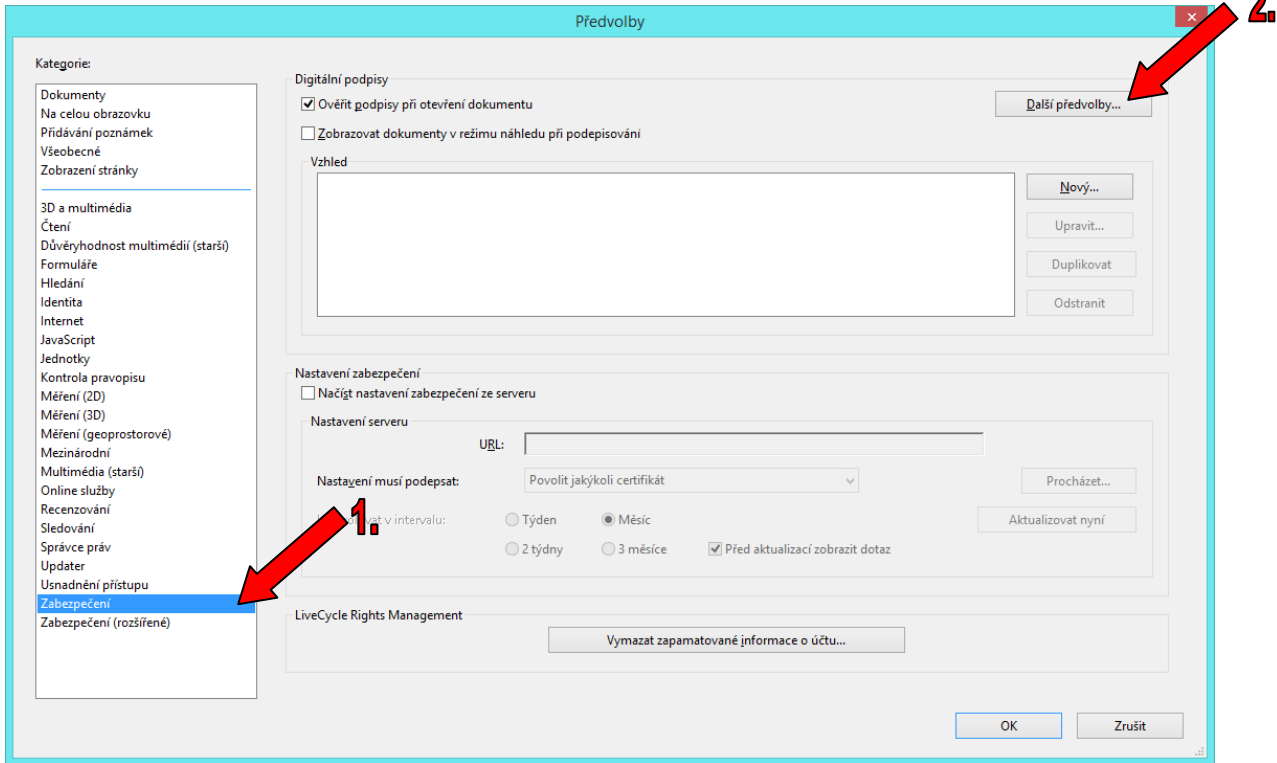 Předvolby
2.
Kategorie:
Dokumenty
Na celou obrazovku
Přidávání poznámek
Všeobecné
Zobrazení stránky
3D a multimédia
Čtení
Důvěryhodnost multimédií (starší)
Formuláře
Hledání
Identita
Internet
JavaScript
Jednotky
Kontrola pravopisu
Měření (2D)
Měření (3D)
Měření (geoprostorové)
Mezinárodní
Multimédia (starší)
Online služby
Recenzování
Sledování
Správce práv
Updater
Usnadnění přístupu
Zabezpečení
Zabezpečení (rozšířené)
1.
Digitální podpisy
Ověřit podpisy při otevření dokumentu
Další předvolby...
Zobrazovat dokumenty v režimu náhledu při podepisování
Vzhled
Nový...
Upravit...
Duplikovat
Odstranit
Nastavení zabezpečení
Načíst nastavení zabezpečení ze serveru
Nastavení serveru
URL:
Nastavení musí podepsat:
Povolit jakýkoli certifikát
Procházet...
v intervalu:
Týden
Měsíc
Aktualizovat nyní
2 týdny
3 měsíce
Před aktualizací zobrazit dotaz
LiveCycle Rights Management
Vymazat zapamatované informace o účtu...
OK
Zrušit